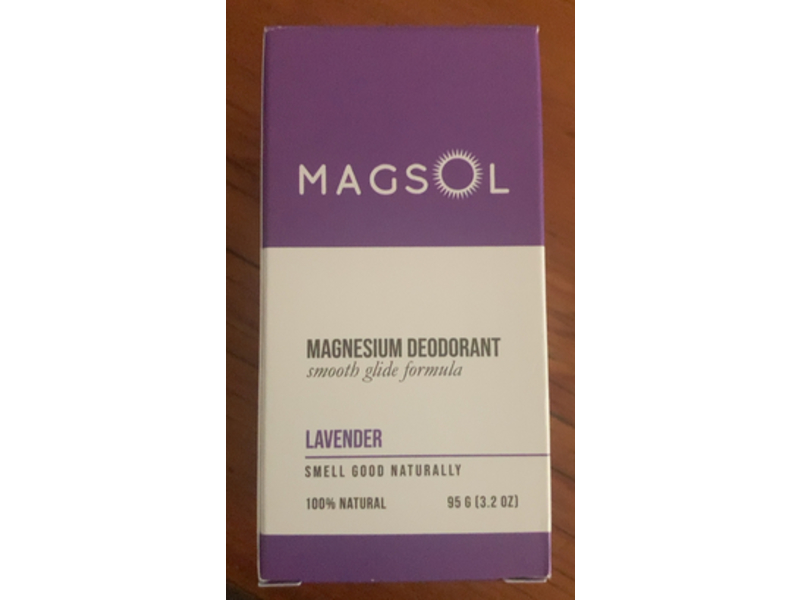 MAGSOL
MAGNESIUM DEODORANT
smooth glide formula
LAVENDER
SMELL GOOD NATURALLY
100% NATURAL 95 G (3.2 OZ)